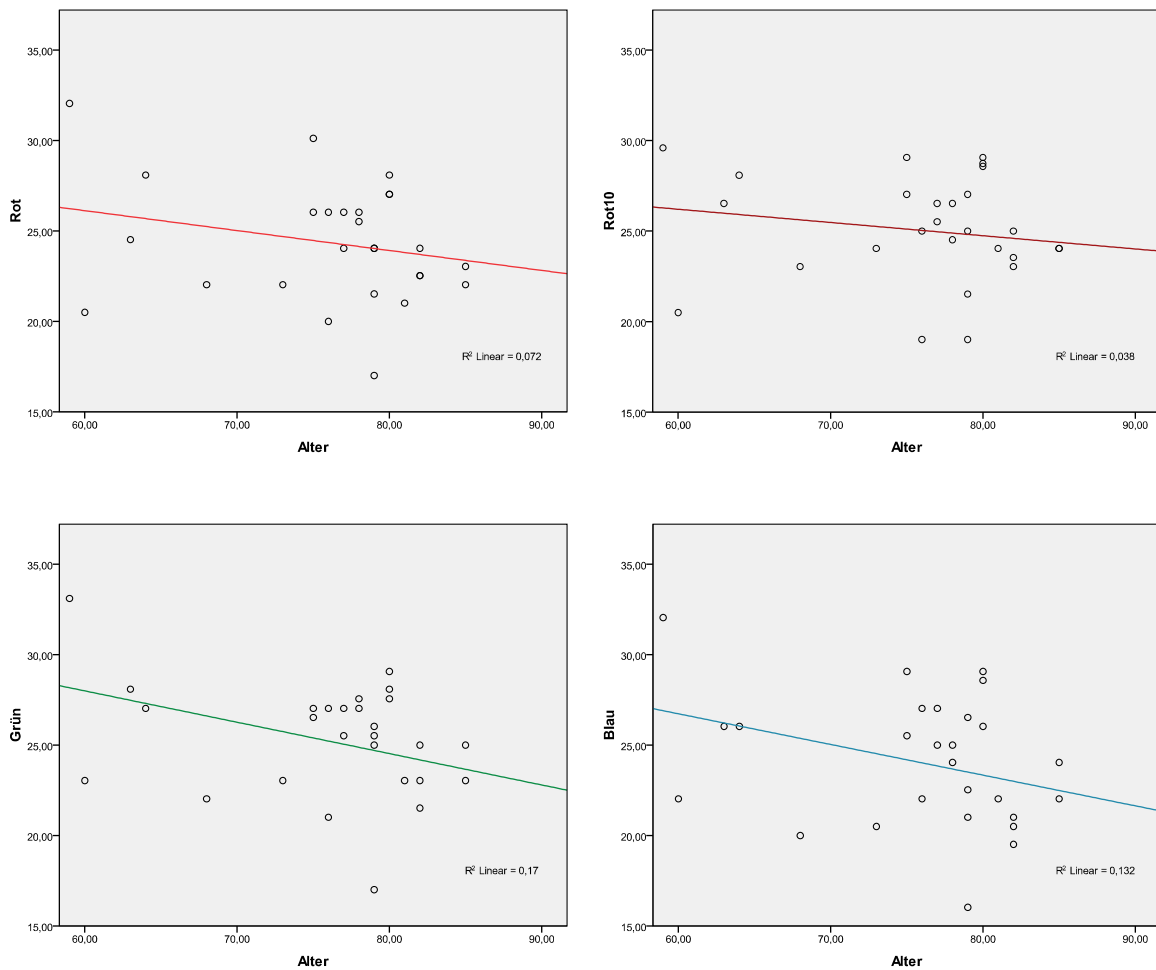 35,00
30,00
25,00
20,00
15,00
Rot
R² Linear = 0,072
60,00 70,00 80,00 90,00
Alter
35,00
30,00
25,00
20,00
15,00
Rot10
R² Linear = 0,038
60,00 70,00 80,00 90,00
Alter
35,00
30,00
25,00
20,00
15,00
Grün
R² Linear = 0,17
60,00 70,00 80,00 90,00
Alter
35,00
30,00
25,00
20,00
15,00
Blau
R² Linear = 0,132
60,00 70,00 80,00 90,00
Alter